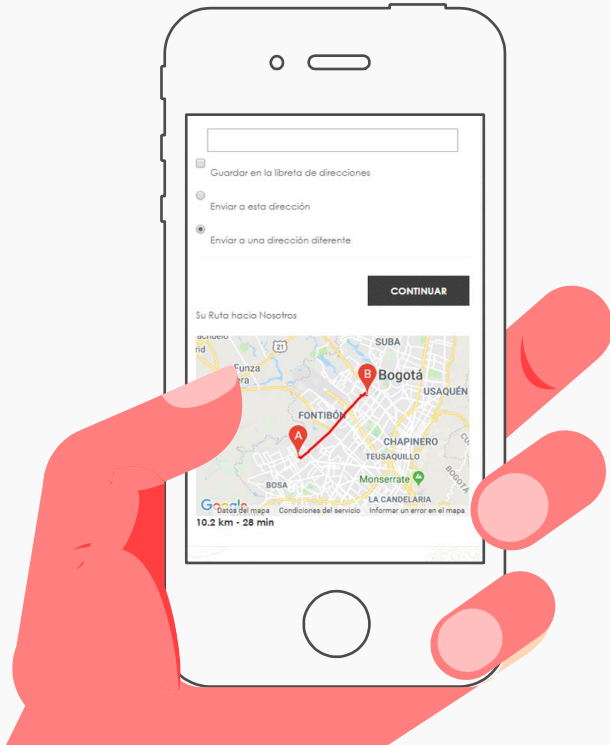 Guardar en la libreta de direcciones
Enviar a esta dirección
Enviar a una dirección diferente
CONTINUAR
Su Ruta hacia Nosotros
SUBA
21
Funza
B
Bogotá
USAQUÉN
FONTIBÓN
A
CHAPINERO
TEUSAQUILLO
Monserrate
BOSA
BOGOTÁ
LA CANDELARIA
Google
Datos del mapa Condiciones del servicio Informar un error en el mapa
10.2 km - 28 min